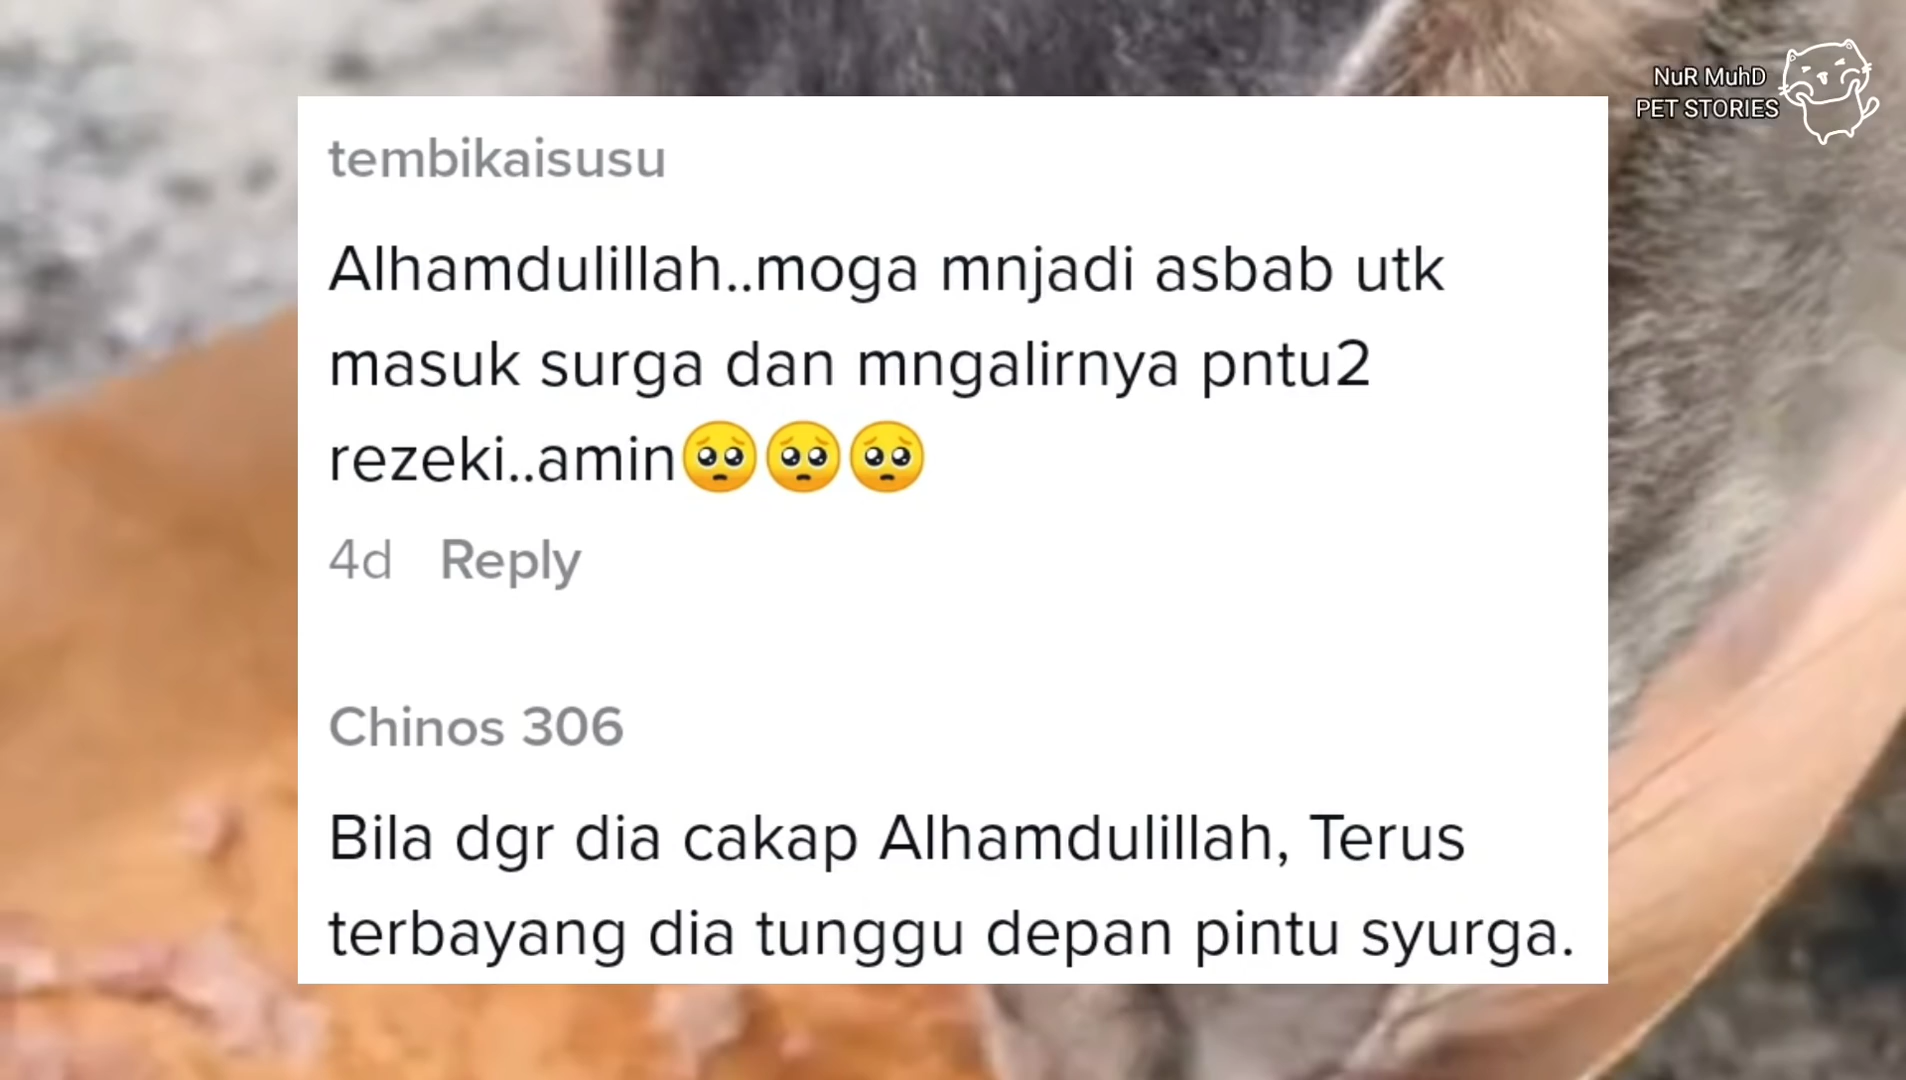 NuR MuhD
PET STORIES
tembikaisusu
Alhamdulillah..moga mnjadi asbab utk
masuk surga dan mngalirnya pntu2
rezeki..amin🥺🥺🥺
4d Reply
Chinos 306
Bila dgr dia cakap Alhamdulillah, Terus
terbayang dia tunggu depan pintu syurga.